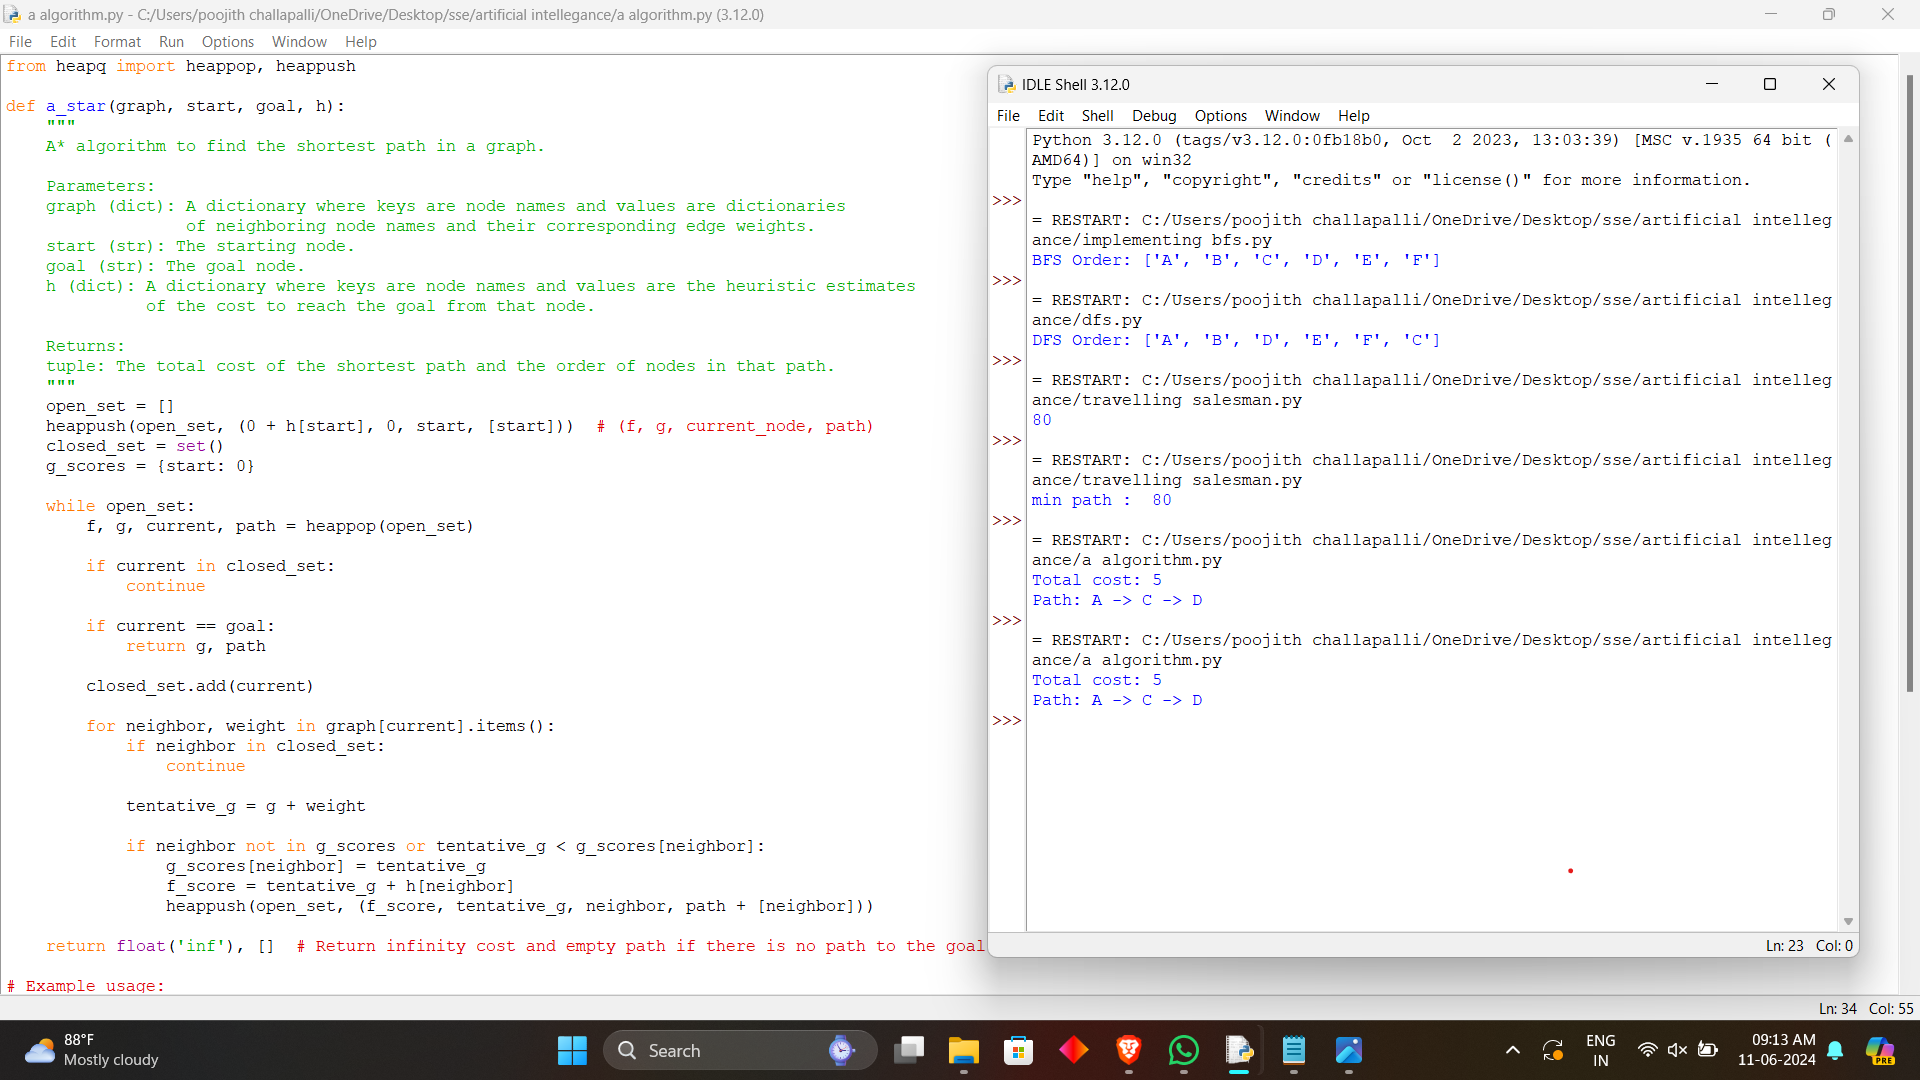 a algorithm.py - C:/Users/poojith challapalli/OneDrive/Desktop/sse/artificial intellegance/a algorithm.py (3.12.0)
File Edit Format Run Options Window Help
from heapq import heappop, heappush
def a_star(graph, start, goal, h):
"""
A* algorithm to find the shortest path in a graph.
Parameters:
graph (dict): A dictionary where keys are node names and values are dictionaries
of neighboring node names and their corresponding edge weights.
start (str): The starting node.
goal (str): The goal node.
h (dict): A dictionary where keys are node names and values are the heuristic estimates
of the cost to reach the goal from that node.
Returns:
tuple: The total cost of the shortest path and the order of nodes in that path.
"""
open_set = []
heappush(open_set, (0 + h[start], 0, start, [start]))  # (f, g, current_node, path)
closed_set = set()
g_scores = {start: 0}
while open_set:
f, g, current, path = heappop(open_set)
if current in closed_set:
continue
if current == goal:
return g, path
closed_set.add(current)
for neighbor, weight in graph[current].items():
if neighbor in closed_set:
continue
tentative_g = g + weight
if neighbor not in g_scores or tentative_g < g_scores[neighbor]:
g_scores[neighbor] = tentative_g
f_score = tentative_g + h[neighbor]
heappush(open_set, (f_score, tentative_g, neighbor, path + [neighbor]))
return float('inf'), []  # Return infinity cost and empty path if there is no path to the goal
# Example usage:
Ln: 34 Col: 55
IDLE Shell 3.12.0
File Edit Shell Debug Options Window Help
Python 3.12.0 (tags/v3.12.0:0fb18b0, Oct  2 2023, 13:03:39) [MSC v.1935 64 bit (
AMD64)] on win32
Type "help", "copyright", "credits" or "license()" for more information.
>>>
= RESTART: C:/Users/poojith challapalli/OneDrive/Desktop/sse/artificial intelleg
ance/implementing bfs.py
BFS Order: ['A', 'B', 'C', 'D', 'E', 'F']
>>>
= RESTART: C:/Users/poojith challapalli/OneDrive/Desktop/sse/artificial intelleg
ance/dfs.py
DFS Order: ['A', 'B', 'D', 'E', 'F', 'C']
>>>
= RESTART: C:/Users/poojith challapalli/OneDrive/Desktop/sse/artificial intelleg
ance/travelling salesman.py
80
>>>
= RESTART: C:/Users/poojith challapalli/OneDrive/Desktop/sse/artificial intelleg
ance/travelling salesman.py
min path :  80
>>>
= RESTART: C:/Users/poojith challapalli/OneDrive/Desktop/sse/artificial intelleg
ance/a algorithm.py
Total cost: 5
Path: A -> C -> D
>>>
= RESTART: C:/Users/poojith challapalli/OneDrive/Desktop/sse/artificial intelleg
ance/a algorithm.py
Total cost: 5
Path: A -> C -> D
>>>
Ln: 23 Col: 0
88°F
Mostly cloudy
Search
ENG
IN
09:13 AM
11-06-2024
PRE